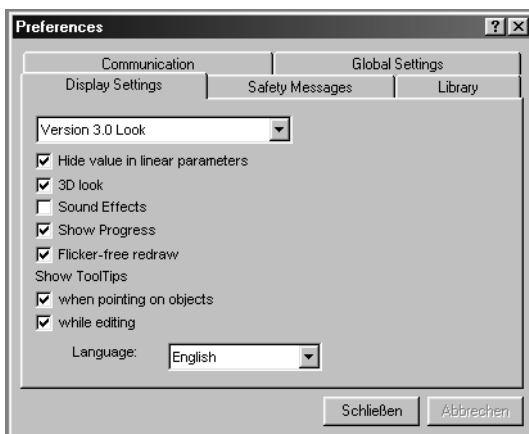 Preferences
Communication
Global Settings
Display Settings
Safety Messages
Library
Version 3.0 Look
Hide value in linear parameters
3D look
Sound Effects
Show Progress
Flicker-free redraw
Show ToolTips
when pointing on objects
while editing
Language: English
Schließen Abbrechen